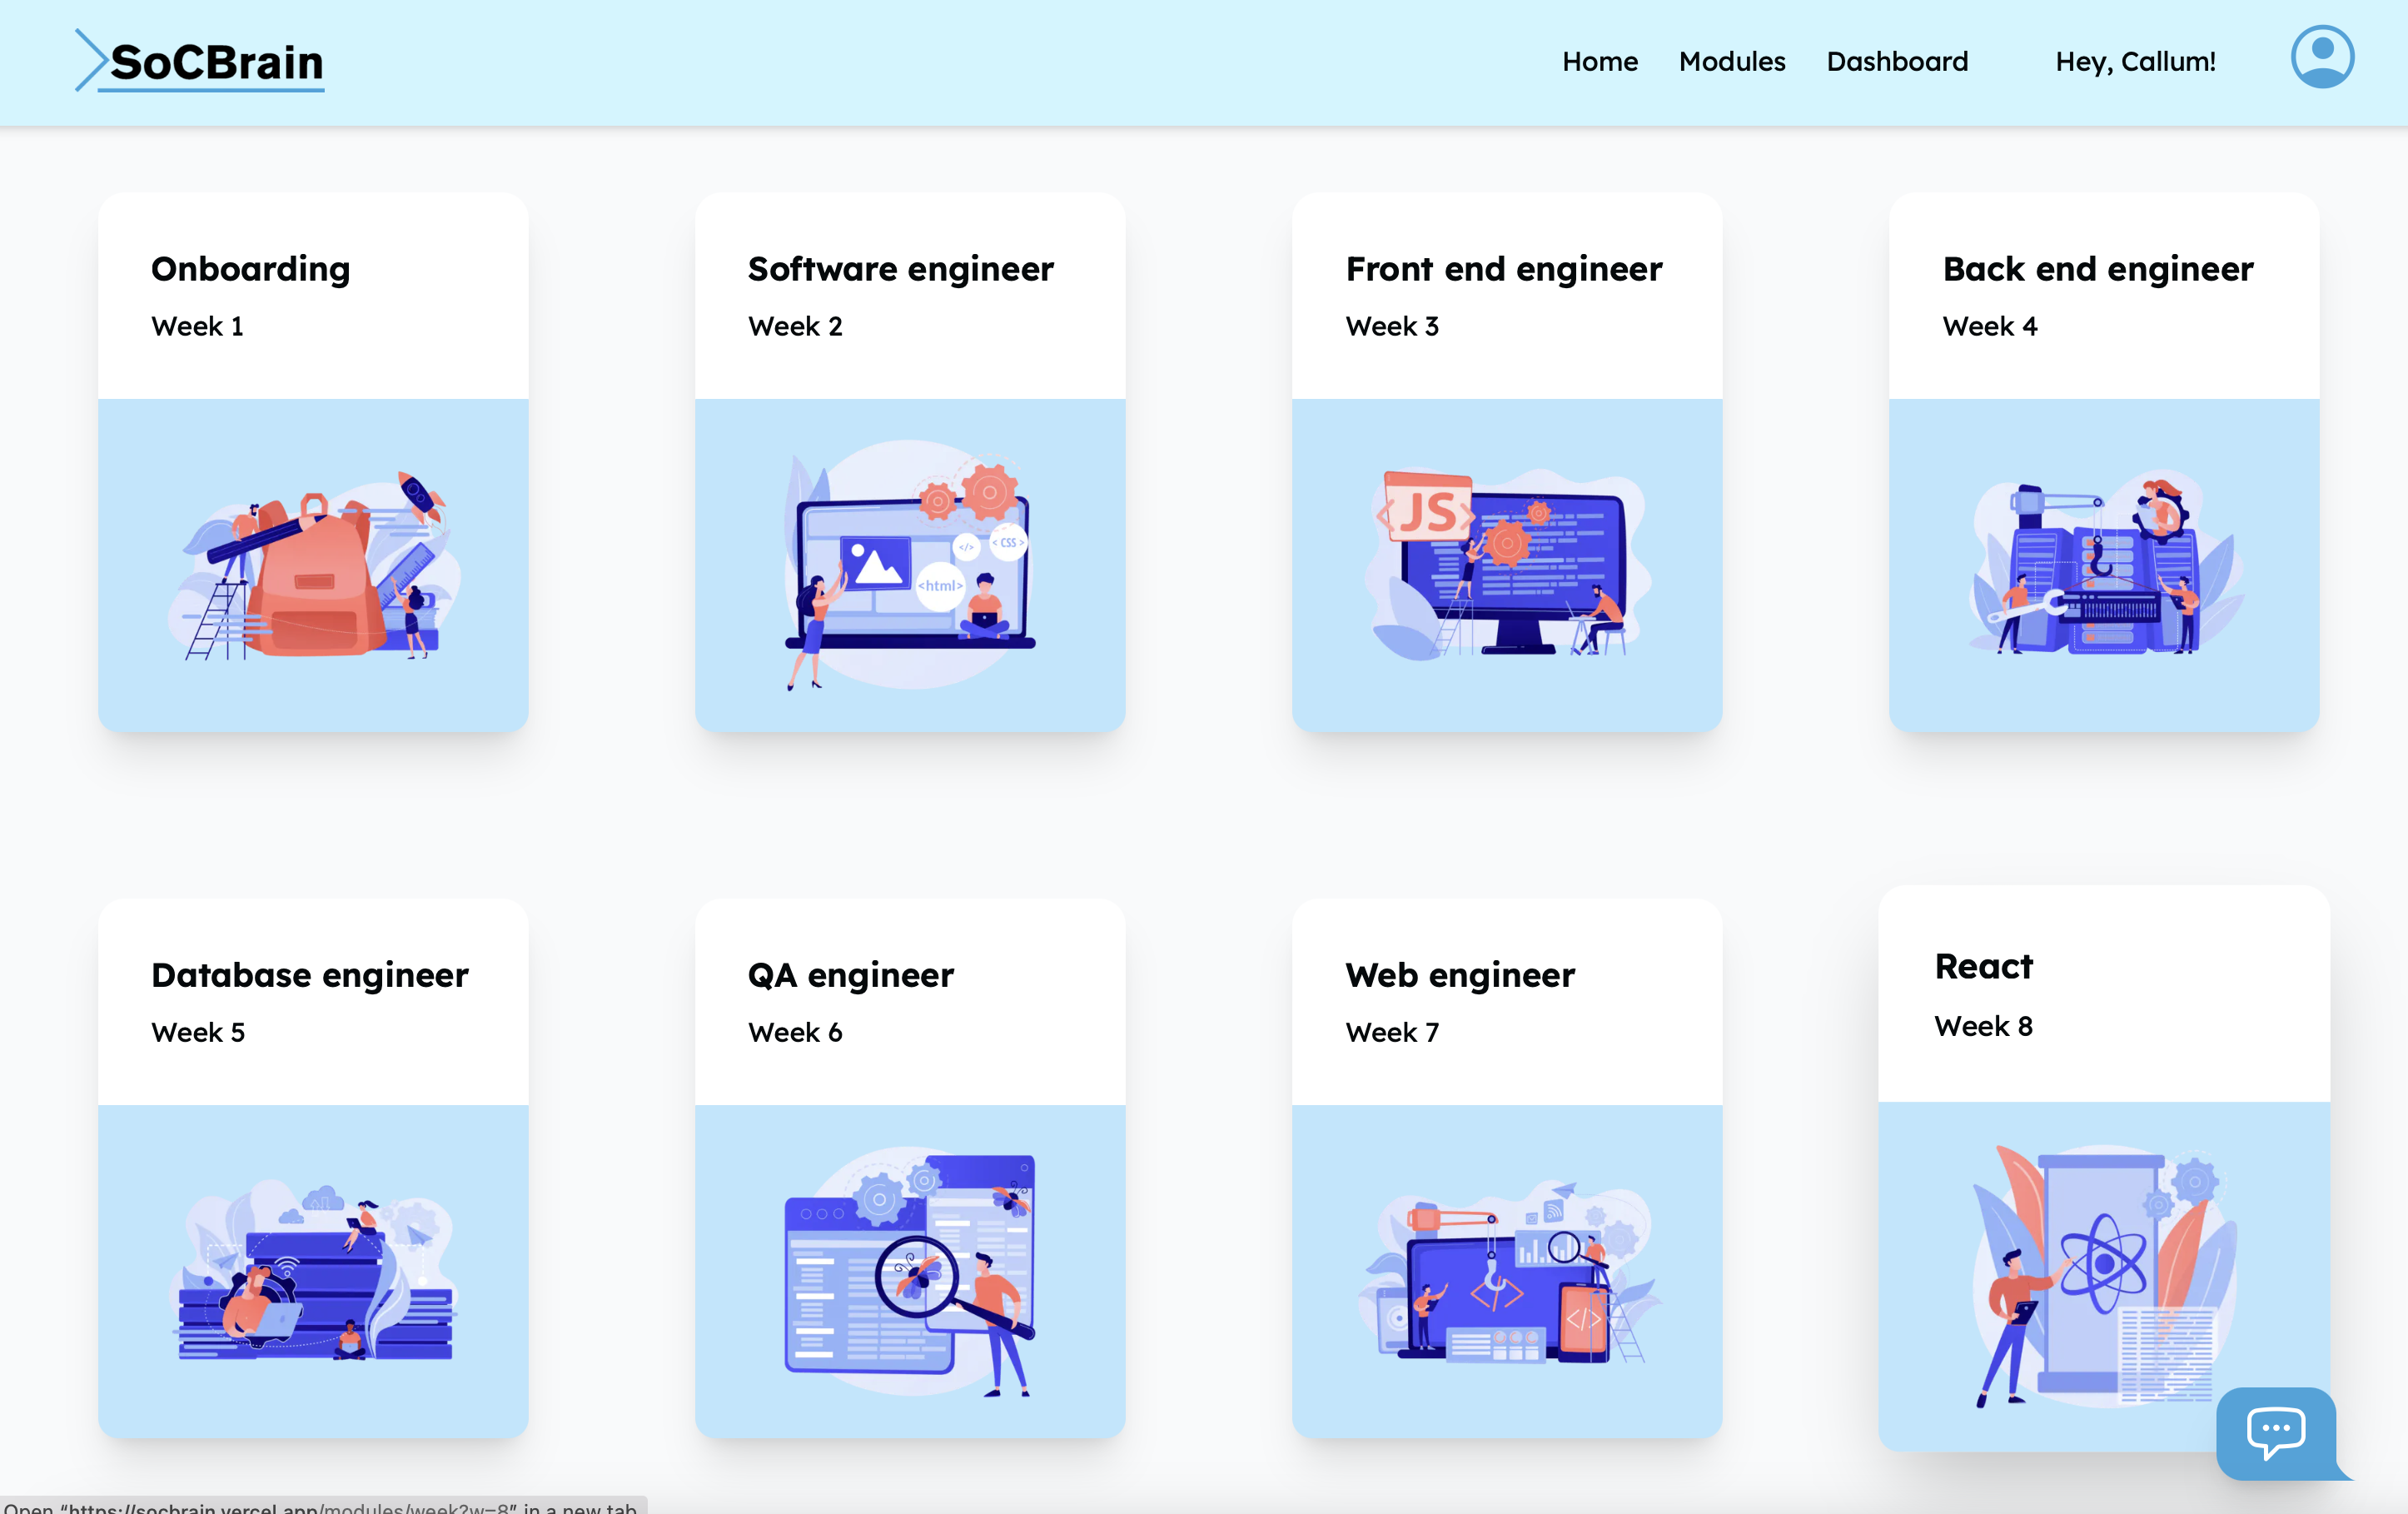 SoCBrain
Home Modules Dashboard Hey, Callum!
Onboarding
Week 1
Software engineer
Week 2
</>
< CSS >
<html>
Front end engineer
Week 3
<JS>
Back end engineer
Week 4
Database engineer
Week 5
QA engineer
Week 6
Web engineer
Week 7
</>
</>
React
Week 8
Open “https://socbrain.vercel.app/modules/week?w=8” in a new tab